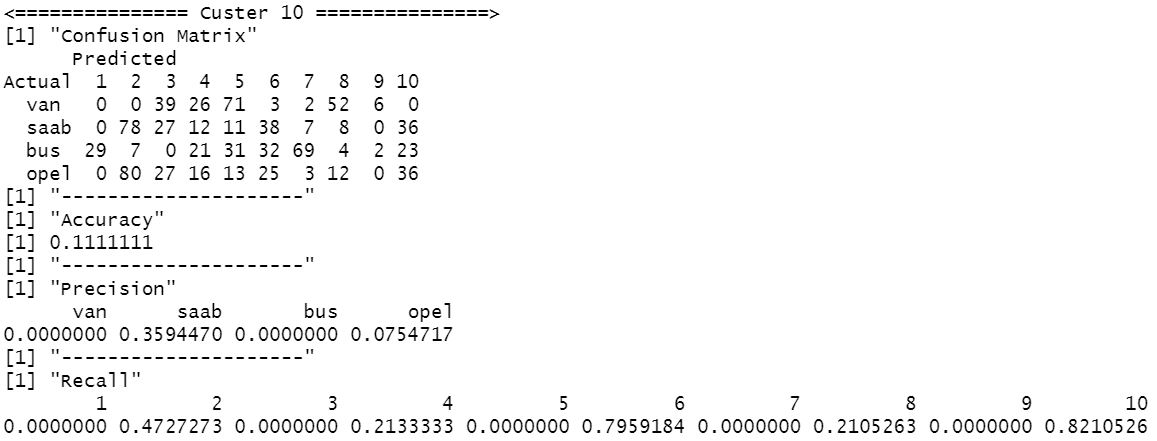 <=============== Custer 10 ===============>
[1] "Confusion Matrix"
      Predicted
Actual  1  2  3  4  5  6  7  8  9 10
  van   0  0 39 26 71  3  2 52  6  0
  saab  0 78 27 12 11 38  7  8  0 36
  bus  29  7  0 21 31 32 69  4  2 23
  opel  0 80 27 16 13 25  3 12  0 36
[1] "----------------------"
[1] "Accuracy"
[1] 0.1111111
[1] "----------------------"
[1] "Precision"
      van      saab       bus      opel
0.0000000 0.3594470 0.0000000 0.0754717
[1] "----------------------"
[1] "Recall"
        1         2         3         4         5         6         7         8         9        10
0.0000000 0.4727273 0.0000000 0.2133333 0.0000000 0.7959184 0.0000000 0.2105263 0.0000000 0.8210526